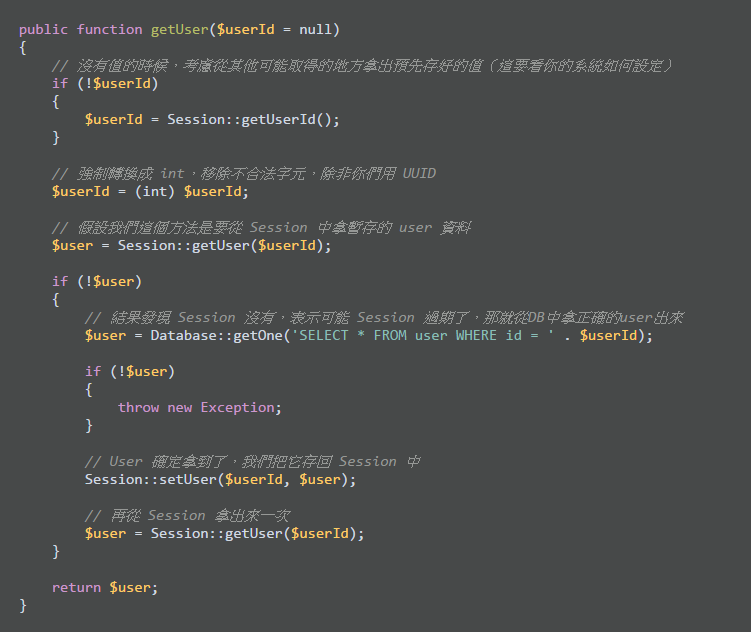 public function getUser($userId = null)
{
    // 沒有值的時候，考慮從其他可能取得的地方拿出預先存好的值（這要看你的系統如何設定）
    if (!$userId)
    {
        $userId = Session::getUserId();
    }

    // 強制轉換成 int，移除不合法字元，除非你們用 UUID
    $userId = (int) $userId;

    // 假設我們這個方法是要從 Session 中拿暫存的 user 資料
    $user = Session::getUser($userId);

    if (!$user)
    {
        // 結果發現 Session 沒有，表示可能 Session 過期了，那就從DB中拿正確的user出來
        $user = Database::getOne('SELECT * FROM user WHERE id = ' . $userId);

        if (!$user)
        {
            throw new Exception;
        }

        // User 確定拿到了，我們把它存回 Session 中
        Session::setUser($userId, $user);

        // 再從 Session 拿出來一次
        $user = Session::getUser($userId);
    }

    return $user;
}